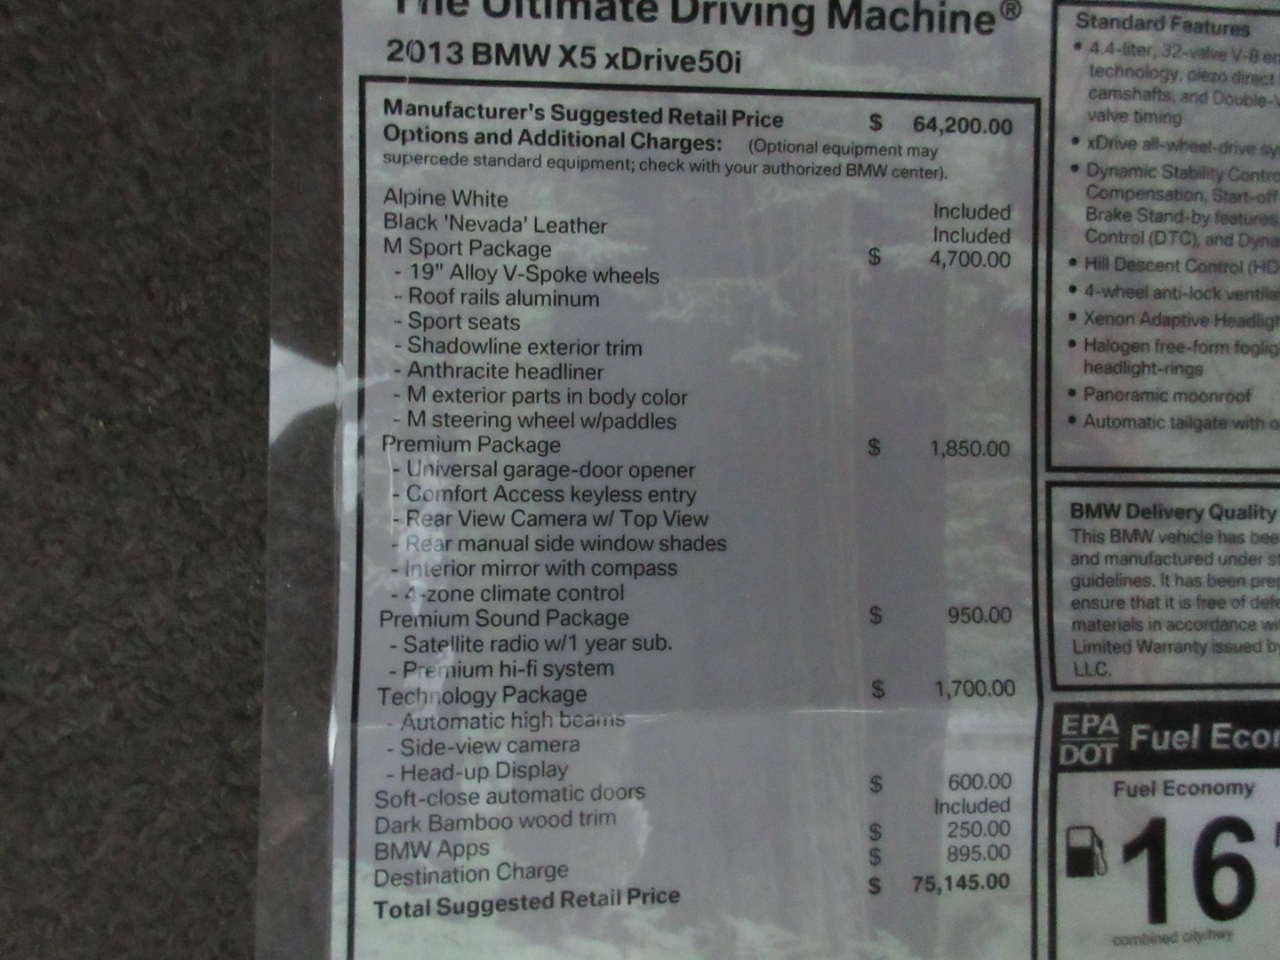 The Ultimate Driving Machine®
2013 BMW X5 xDrive50i
Manufacturer's Suggested Retail Price $ 64,200.00
Options and Additional Charges: (Optional equipment may
supercede standard equipment; check with your authorized BMW center).
Alpine White Included
Black 'Nevada' Leather Included
M Sport Package $ 4,700.00
- 19" Alloy V-Spoke wheels
- Roof rails aluminum
- Sport seats
- Shadowline exterior trim
- Anthracite headliner
- M exterior parts in body color
- M steering wheel w/paddles
Premium Package $ 1,850.00
- Universal garage-door opener
- Comfort Access keyless entry
- Rear View Camera w/ Top View
- Rear manual side window shades
- Interior mirror with compass
- 4-zone climate control
Premium Sound Package $ 950.00
- Satellite radio w/1 year sub.
- Premium hi-fi system
Technology Package $ 1,700.00
- Automatic high beams
- Side-view camera
- Head-up Display
Soft-close automatic doors $ 600.00
Dark Bamboo wood trim Included
BMW Apps $ 250.00
Destination Charge $ 895.00
Total Suggested Retail Price $ 75,145.00
Standard Features
• 4.4-liter, 32-valve V-8
technology, piezo direct
camshafts, and Double-
valve timing
• xDrive all-wheel-drive
• Dynamic Stability
Compensation, Start-off
Brake Stand-by features
Control (DTC), and
• Hill Descent Control
• 4-wheel anti-lock
• Xenon Adaptive
• Halogen free-form
headlight-rings
• Panoramic moonroof
• Automatic tailgate with
BMW Delivery Quality
This BMW vehicle has
and manufactured under
guidelines. It has been
ensure that it is free of
materials in accordance
Limited Warranty issued by
LLC.
EPA
DOT Fuel
Fuel Economy
16
combined city/hwy